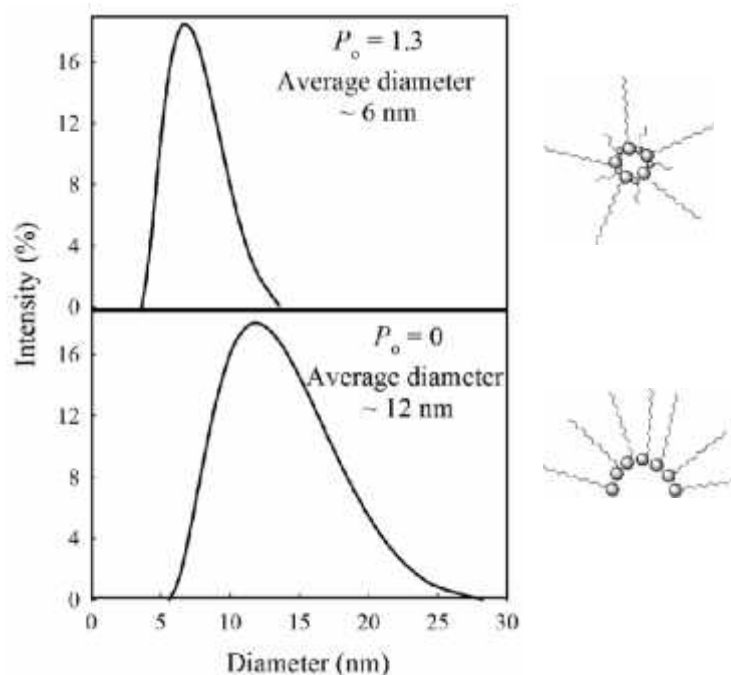 16
12
8
4
0
P_o = 1.3
Average diameter
~ 6 nm
Intensity (%)
16
12
8
4
0
P_o = 0
Average diameter
~ 12 nm
0 5 10 15 20 25 30
Diameter (nm)